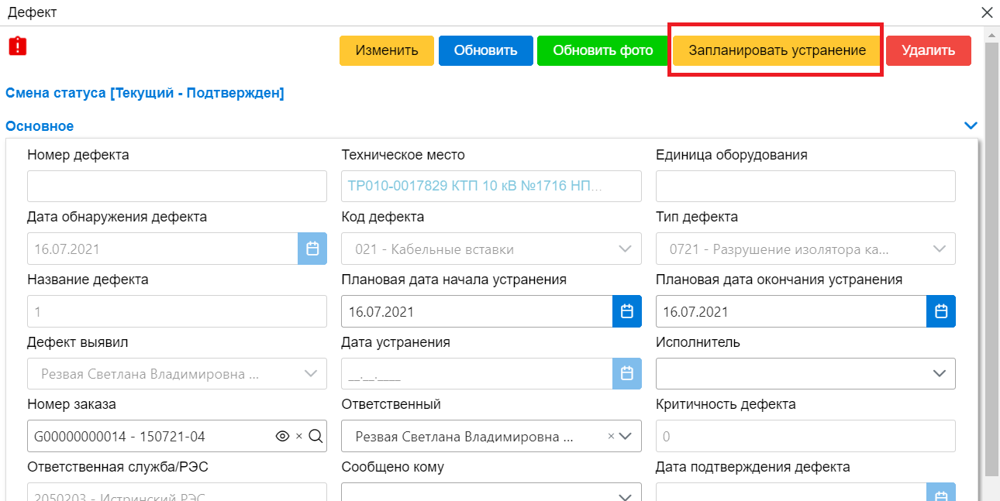 Дефект
Изменить Обновить Обновить фото Запланировать устранение Удалить
Смена статуса [Текущий - Подтвержден]
Основное
Номер дефекта Техническое место Единица оборудования
ТР010-0017829 КТП 10 кВ №1716 НП...
Дата обнаружения дефекта Код дефекта Тип дефекта
16.07.2021 021 - Кабельные вставки 0721 - Разрушение изолятора ка...
Название дефекта Плановая дата начала устранения Плановая дата окончания устранения
1 16.07.2021 16.07.2021
Дефект выявил Дата устранения Исполнитель
Резвая Светлана Владимировна ... __.__.____
Номер заказа Ответственный Критичность дефекта
G00000000014 - 150721-04 Резвая Светлана Владимировна ... 0
Ответственная служба/РЭС Сообщено кому Дата подтверждения дефекта
2050203 - Истринский РЭС